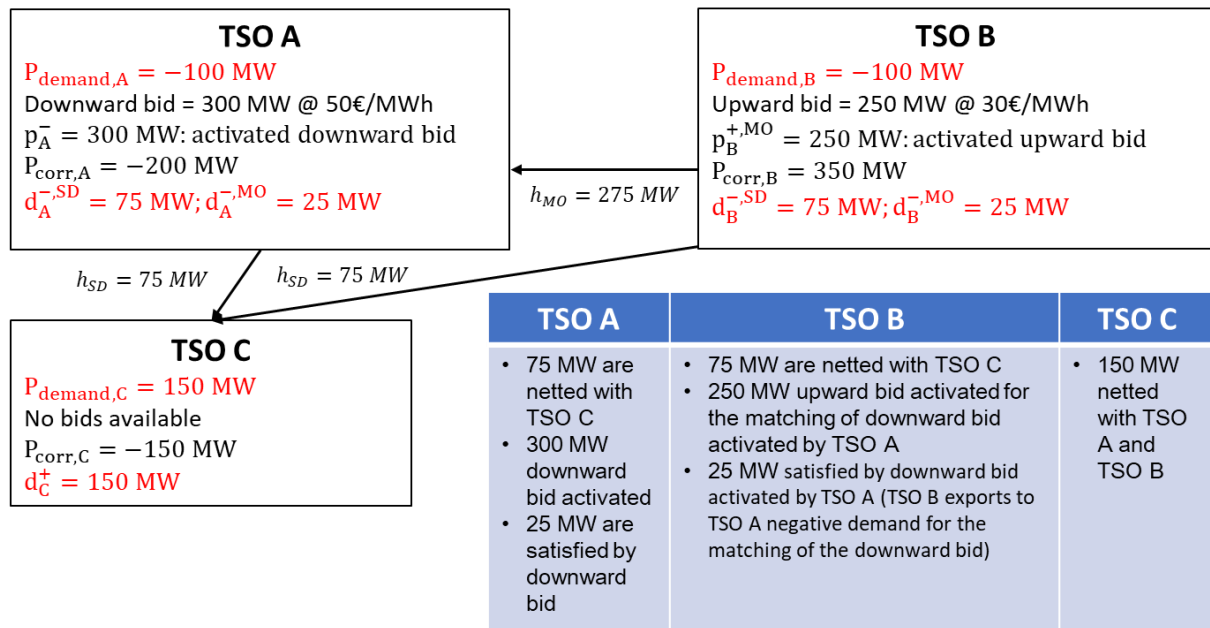 TSO A
P_demand,A = −100 MW
Downward bid = 300 MW @ 50€/MWh
p_A^− = 300 MW: activated downward bid
P_corr,A = −200 MW
d_A^−,SD = 75 MW; d_A^−,MO = 25 MW
TSO B
P_demand,B = −100 MW
Upward bid = 250 MW @ 30€/MWh
p_B^+,MO = 250 MW: activated upward bid
P_corr,B = 350 MW
d_B^−,SD = 75 MW; d_B^−,MO = 25 MW
h_MO = 275 MW
h_SD = 75 MW
h_SD = 75 MW
TSO C
P_demand,C = 150 MW
No bids available
P_corr,C = −150 MW
d_C^+ = 150 MW
TSO A
• 75 MW are
netted with
TSO C
• 300 MW
downward
bid activated
• 25 MW are
satisfied by
downward
bid
TSO B
• 75 MW are netted with TSO C
• 250 MW upward bid activated for
the matching of downward bid
activated by TSO A
• 25 MW satisfied by downward bid
activated by TSO A (TSO B exports to
TSO A negative demand for the
matching of the downward bid)
TSO C
• 150 MW
netted
with TSO
A and
TSO B